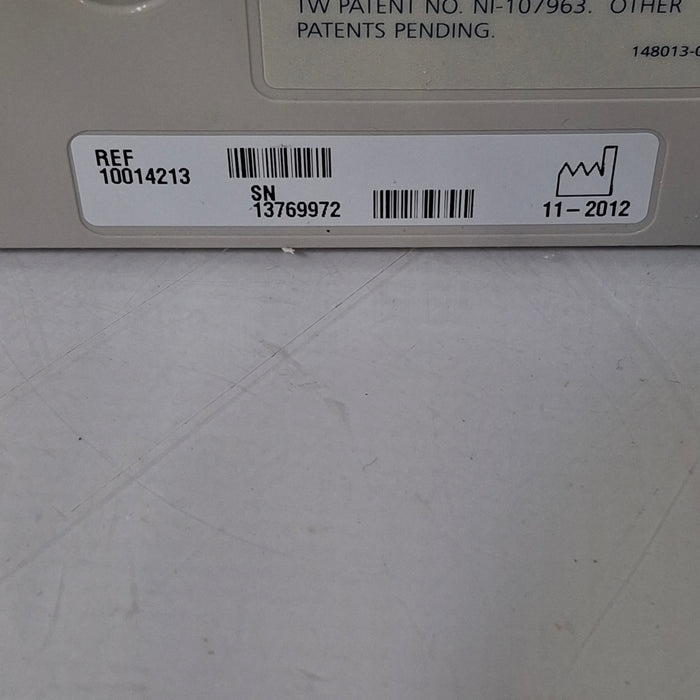 TW PATENT NO. NI-107963. OTHER
PATENTS PENDING.
148013-0
REF
10014213
SN
13769972
11-2012